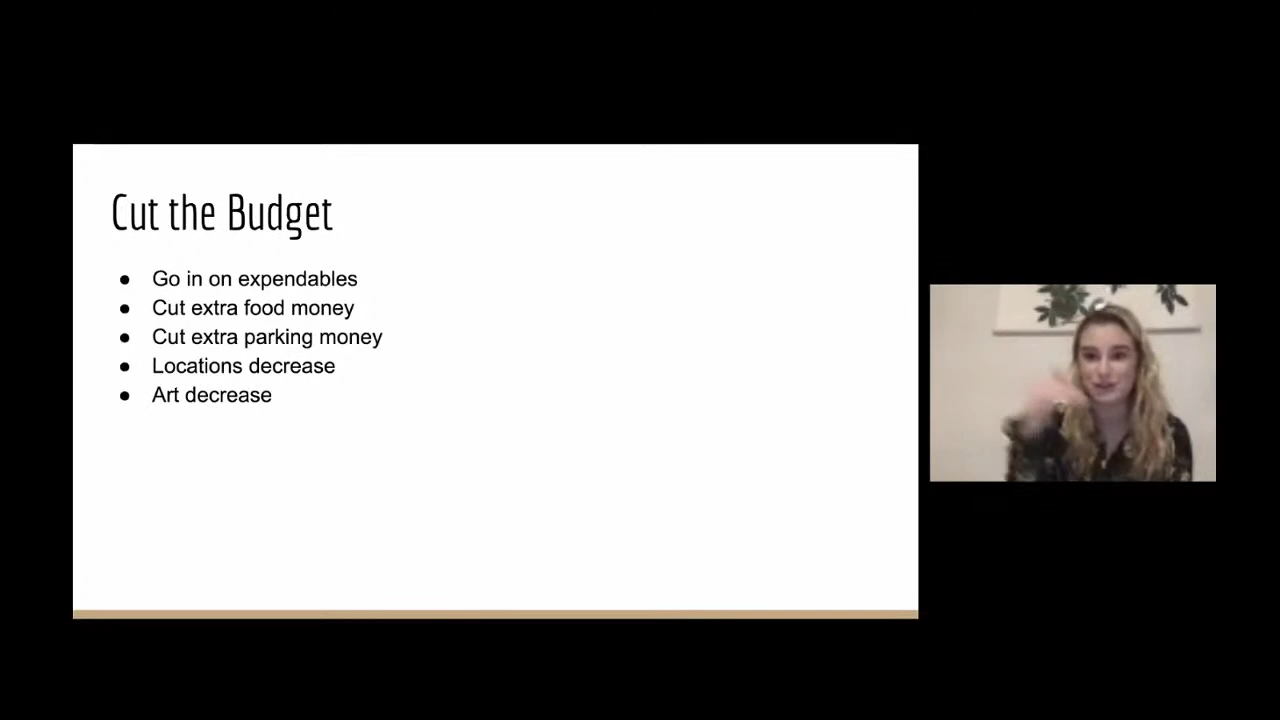 Cut the Budget
● Go in on expendables
● Cut extra food money
● Cut extra parking money
● Locations decrease
● Art decrease